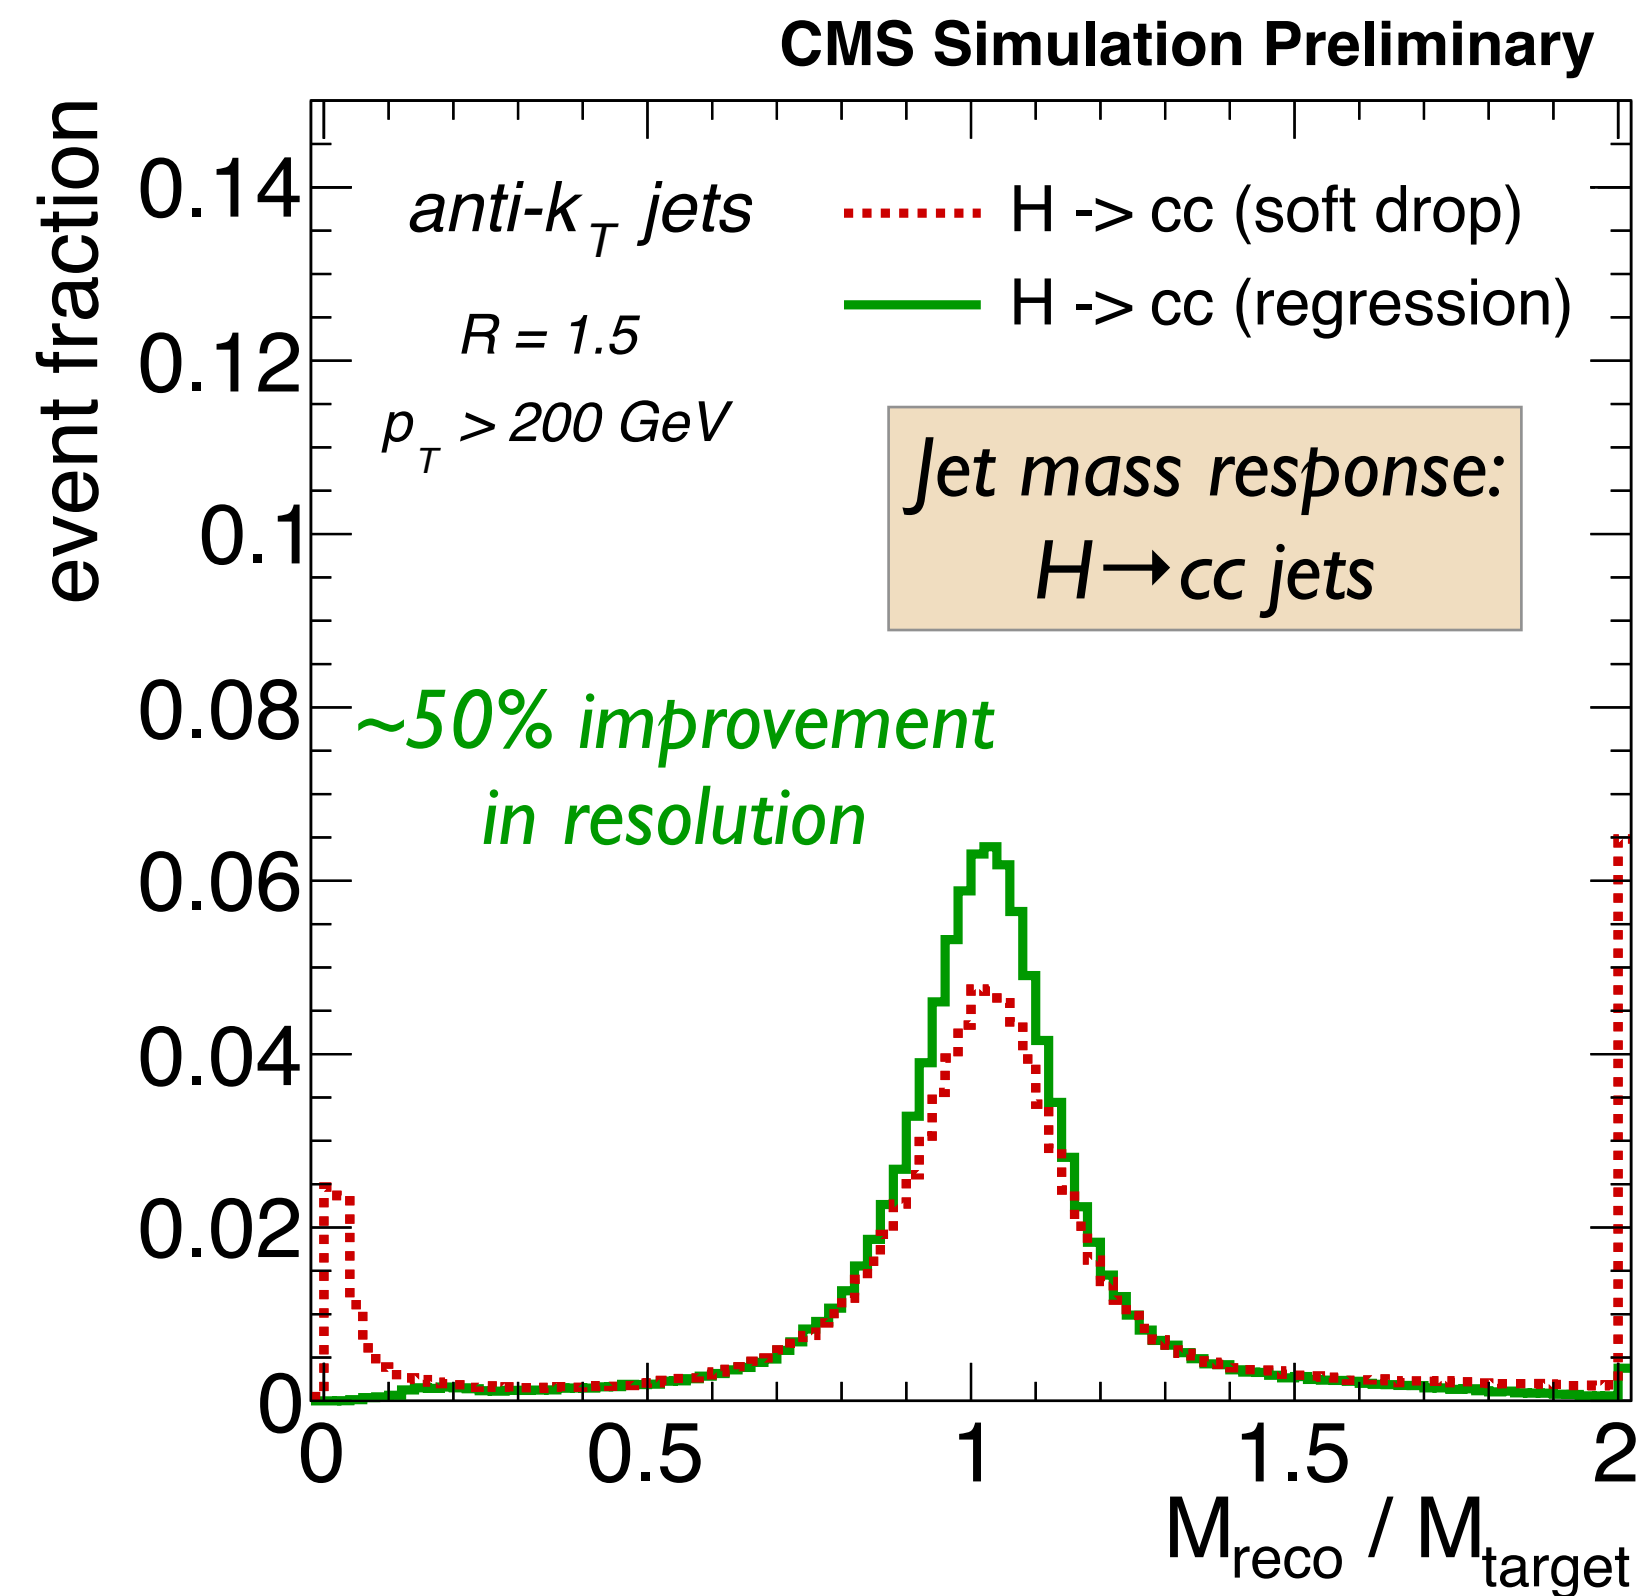 CMS Simulation Preliminary
event fraction
0.14
0.12
0.1
0.08
0.06
0.04
0.02
0
anti-k_T jets
R = 1.5
p_T > 200 GeV
H -> cc (soft drop)
H -> cc (regression)
Jet mass response:
H→cc jets
~50% improvement
in resolution
0 0.5 1 1.5 2
M_reco / M_target